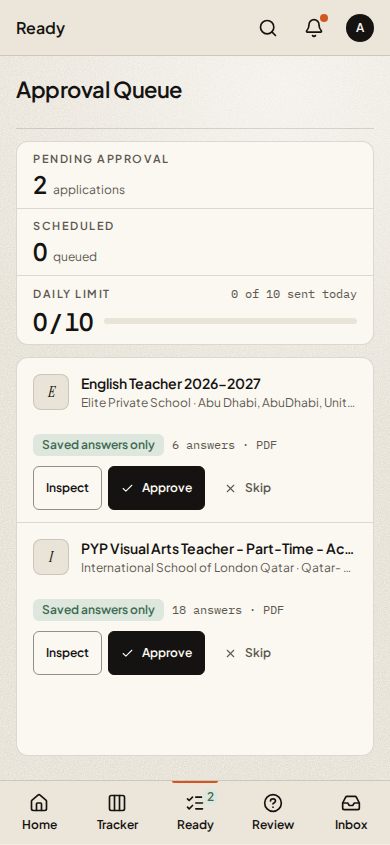 Ready
A
Approval Queue
PENDING APPROVAL
2 applications
SCHEDULED
0 queued
DAILY LIMIT 0 of 10 sent today
0/10
E
English Teacher 2026–2027
Elite Private School · Abu Dhabi, AbuDhabi, Unit...
Saved answers only 6 answers · PDF
Inspect Approve Skip
I
PYP Visual Arts Teacher - Part-Time - Ac...
International School of London Qatar · Qatar- ...
Saved answers only 18 answers · PDF
Inspect Approve Skip
2
Home Tracker Ready Review Inbox